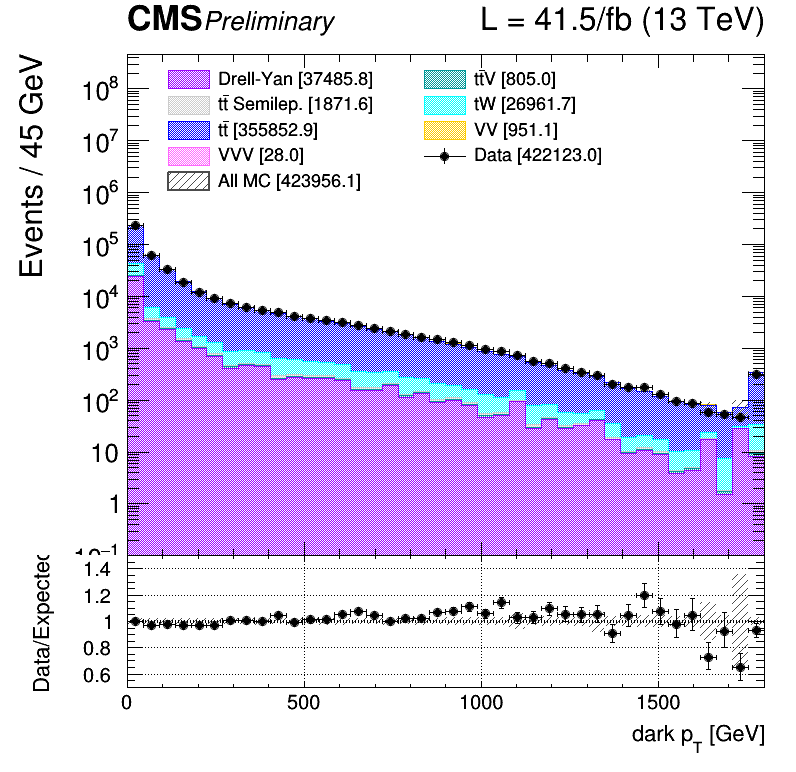 CMS Preliminary L = 41.5/fb (13 TeV)
Events / 45 GeV
Drell-Yan [37485.8]
tt̄ Semilep. [1871.6]
tt̄ [355852.9]
VVV [28.0]
All MC [423956.1]
tt̄V [805.0]
tW [26961.7]
VV [951.1]
Data [422123.0]
10⁸
10⁷
10⁶
10⁵
10⁴
10³
10²
10
1
10⁻¹
Data/Expected
1.4
1.2
1
0.8
0.6
0 500 1000 1500
dark p_T [GeV]